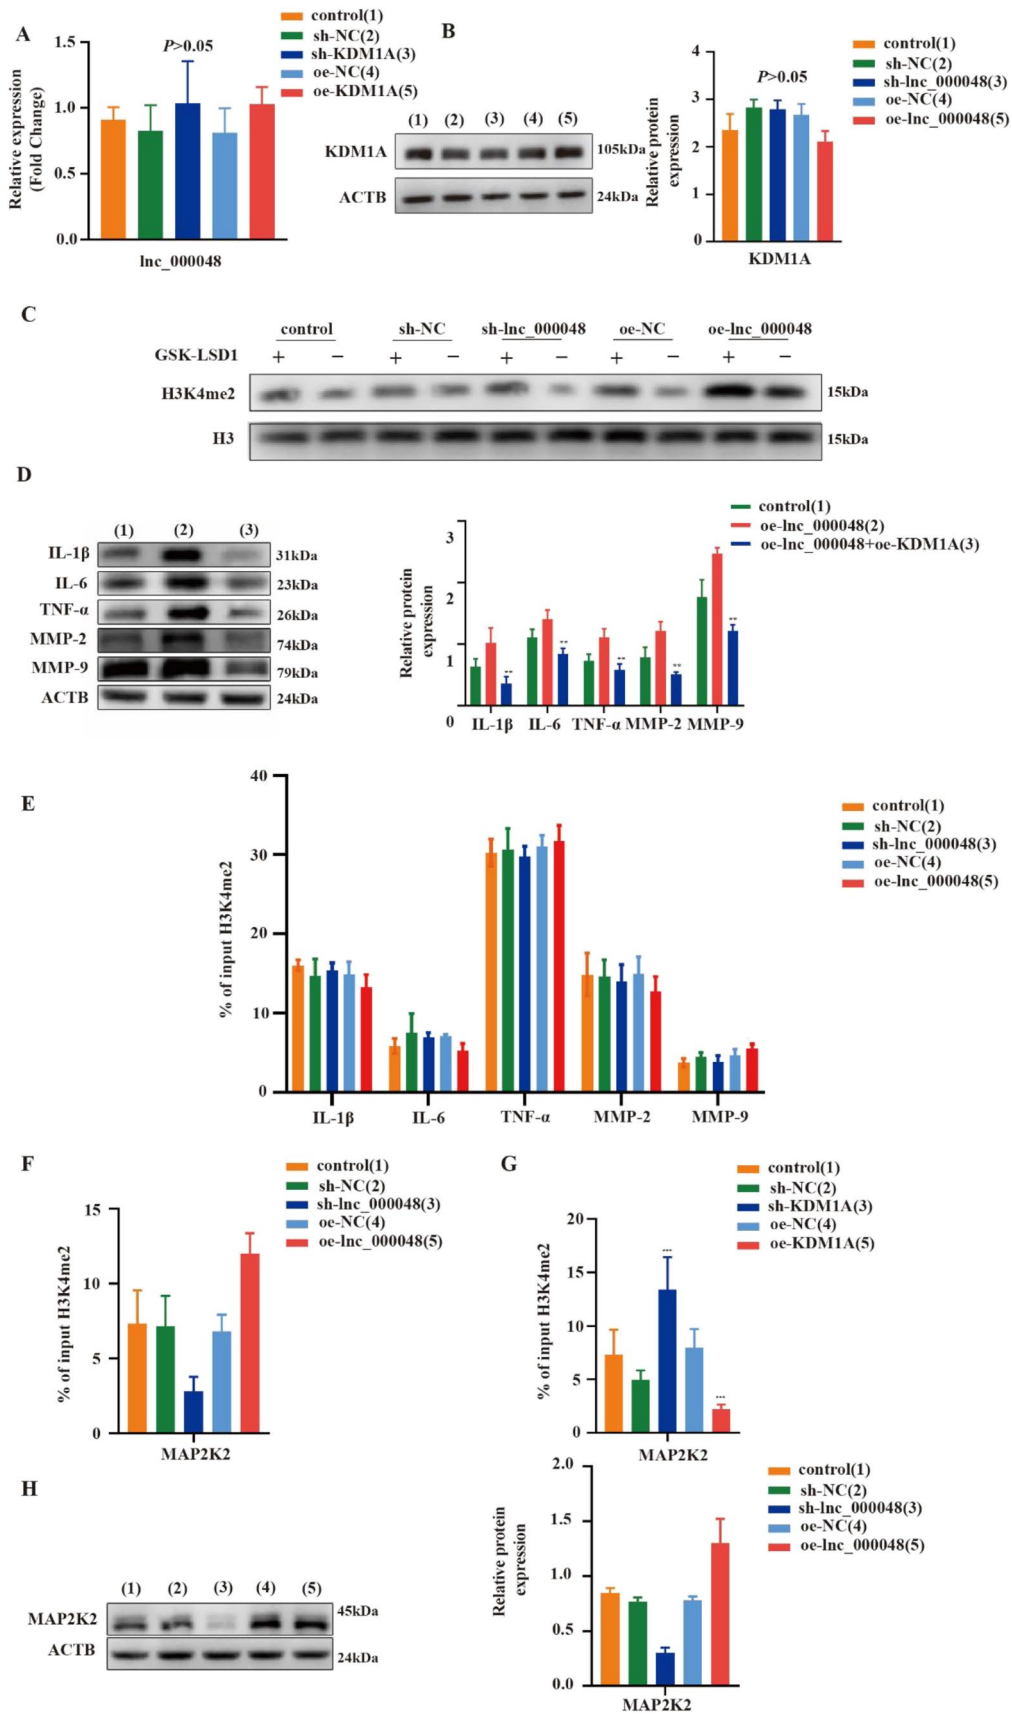 A
1.5
1.0
0.5
0.0
Relative expression
(Fold Change)
P>0.05
lnc_000048
control(1)
sh-NC(2)
sh-KDM1A(3)
oe-NC(4)
oe-KDM1A(5)
B
(1) (2) (3) (4) (5)
KDM1A 105kDa
ACTB 24kDa
Relative protein
expression
4
3
2
1
0
P>0.05
KDM1A
control(1)
sh-NC(2)
sh-lnc_000048(3)
oe-NC(4)
oe-lnc_000048(5)
C
control sh-NC sh-lnc_000048 oe-NC oe-lnc_000048
GSK-LSD1 + − + − + − + − + −
H3K4me2 15kDa
H3 15kDa
D
(1) (2) (3)
IL-1β 31kDa
IL-6 23kDa
TNF-α 26kDa
MMP-2 74kDa
MMP-9 79kDa
ACTB 24kDa
Relative protein
expression
3
2
1
0
** ** ** ** **
IL-1β IL-6 TNF-α MMP-2 MMP-9
control(1)
oe-lnc_000048(2)
oe-lnc_000048+oe-KDM1A(3)
E
% of input H3K4me2
40
30
20
10
0
IL-1β IL-6 TNF-α MMP-2 MMP-9
control(1)
sh-NC(2)
sh-lnc_000048(3)
oe-NC(4)
oe-lnc_000048(5)
F
% of input H3K4me2
15
10
5
0
MAP2K2
control(1)
sh-NC(2)
sh-lnc_000048(3)
oe-NC(4)
oe-lnc_000048(5)
G
% of input H3K4me2
20
15
10
5
0
***
***
MAP2K2
control(1)
sh-NC(2)
sh-KDM1A(3)
oe-NC(4)
oe-KDM1A(5)
H
(1) (2) (3) (4) (5)
MAP2K2 45kDa
ACTB 24kDa
Relative protein
expression
2.0
1.5
1.0
0.5
0.0
MAP2K2
control(1)
sh-NC(2)
sh-lnc_000048(3)
oe-NC(4)
oe-lnc_000048(5)